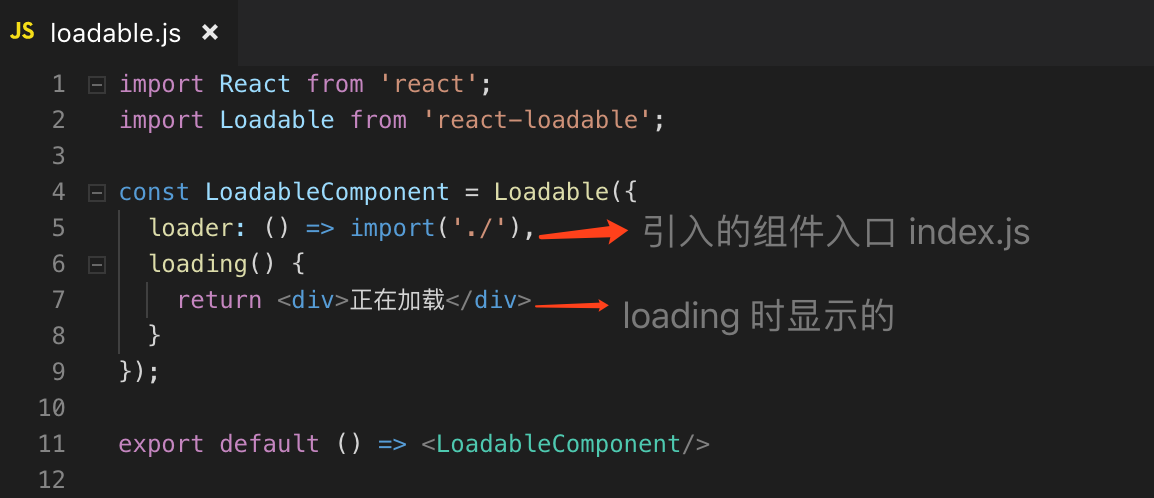 JS loadable.js ×
1 import React from 'react';
2 import Loadable from 'react-loadable';
3
4 const LoadableComponent = Loadable({
5 loader: () => import('./'), 引入的组件入口 index.js
6 loading() {
7 return <div>正在加载</div> loading 时显示的
8 }
9 });
10
11 export default () => <LoadableComponent/>
12